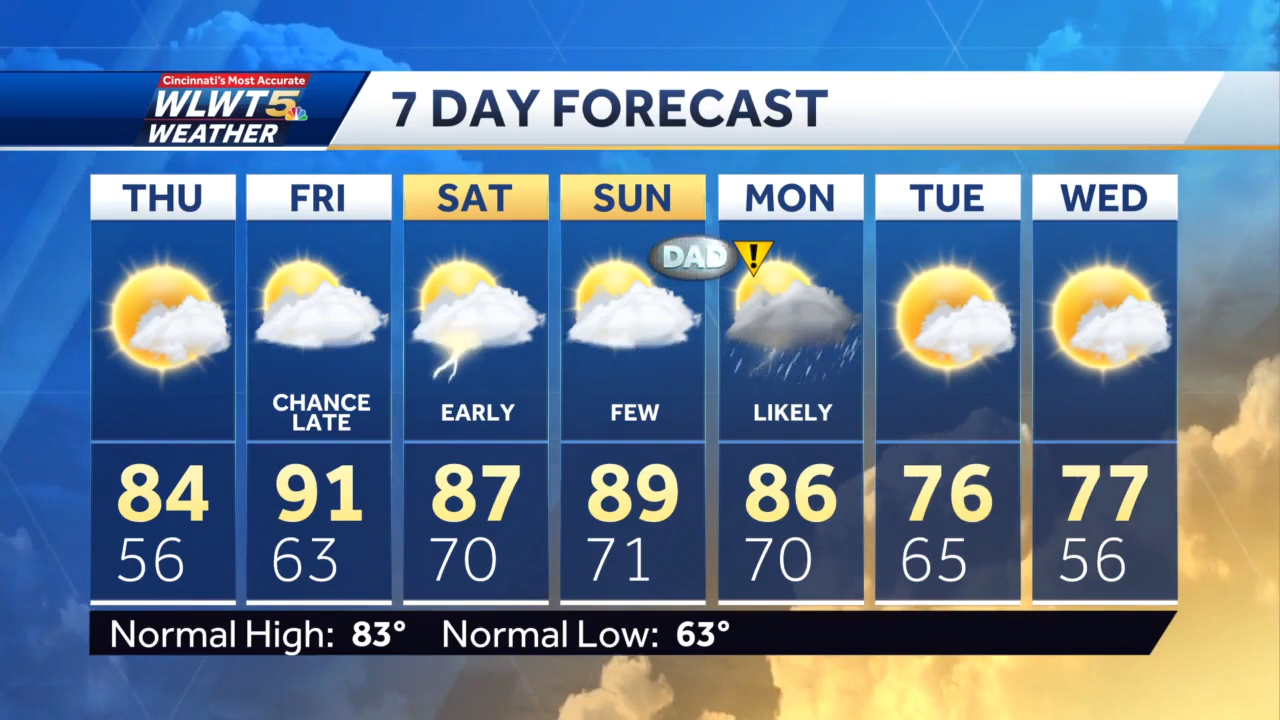 Cincinnati's Most Accurate
WLWT5
WEATHER
7 DAY FORECAST
THU FRI SAT SUN MON TUE WED
DAD !
CHANCE
LATE
EARLY FEW LIKELY
84 91 87 89 86 76 77
56 63 70 71 70 65 56
Normal High: 83° Normal Low: 63°